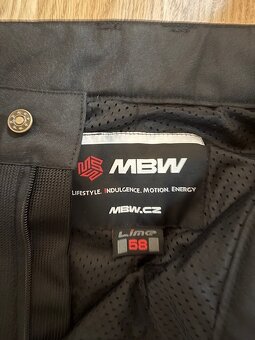 MBW
LIFESTYLE. INDULGENCE. MOTION. ENERGY
MBW.CZ
Lima
58